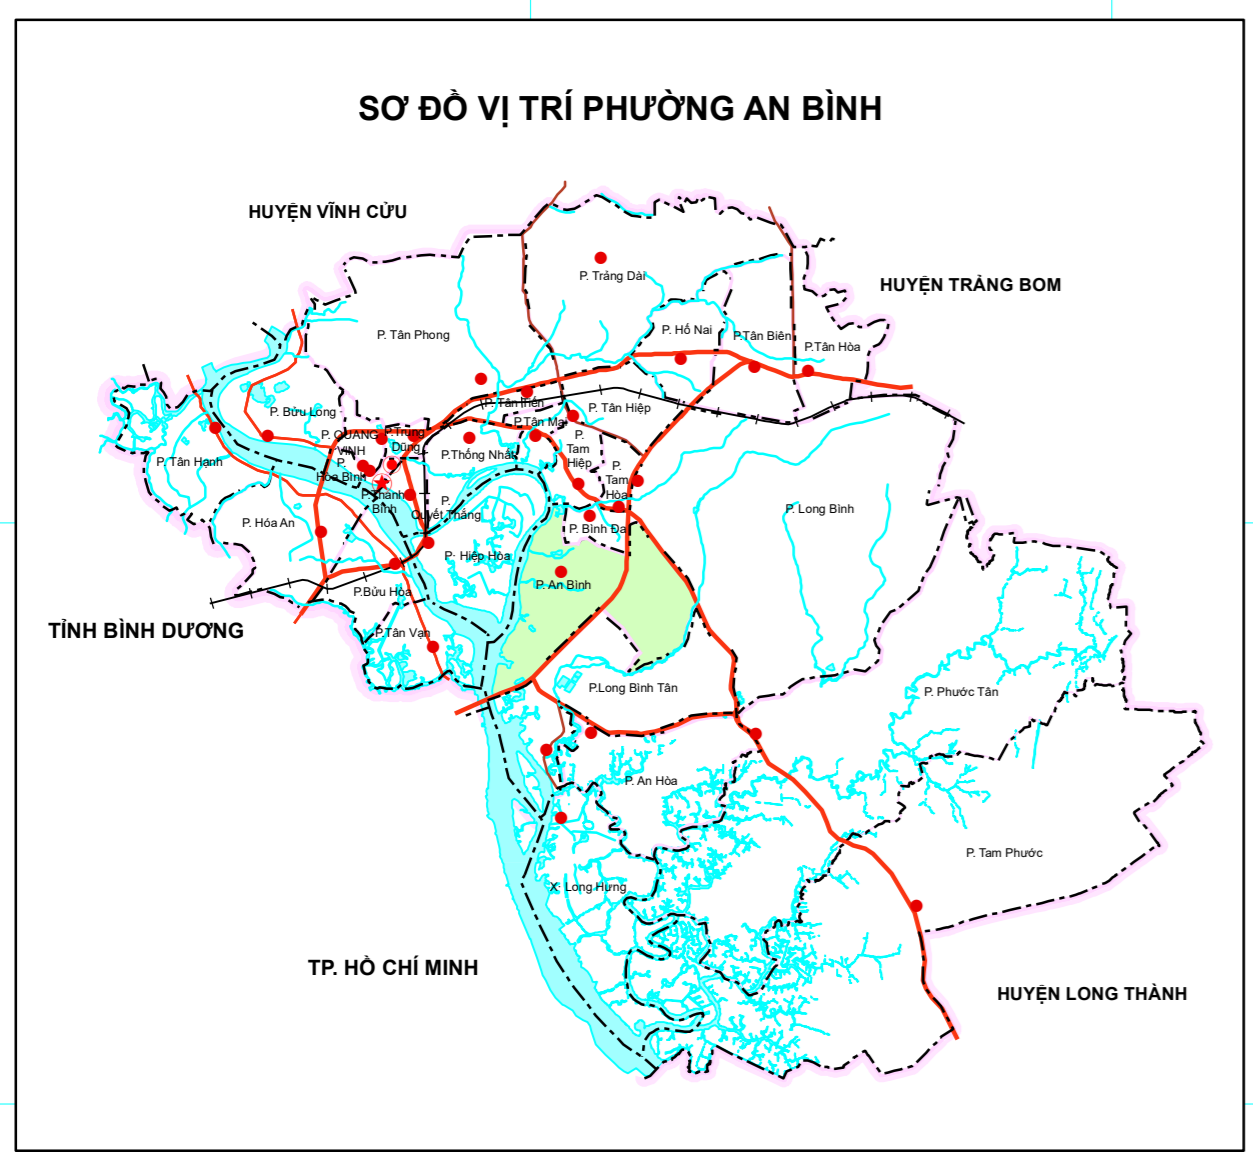 SƠ ĐỒ VỊ TRÍ PHƯỜNG AN BÌNH
HUYỆN VĨNH CỬU
P. Trảng Dài
HUYỆN TRẢNG BOM
P. Tân Phong
P. Hố Nai
P.Tân Biên
P.Tân Hòa
P. Tân Tiến
P. Tân Hiệp
P. Bửu Long
P.Tân Mai
P. QUANG
VINH
P.Trung
Dũng
P.
Tam
Hiệp
P.Thống Nhất
P. Tân Hạnh
P.
Hòa Bình
P.
Tam
Hòa
P.Thanh
Bình
P.
Quyết Thắng
P. Long Bình
P. Hóa An
P. Bình Đa
P. Hiệp Hòa
P. An Bình
P.Bửu Hòa
TỈNH BÌNH DƯƠNG
P.Tân Vạn
P.Long Bình Tân
P. Phước Tân
P. An Hòa
P. Tam Phước
X. Long Hưng
TP. HỒ CHÍ MINH
HUYỆN LONG THÀNH